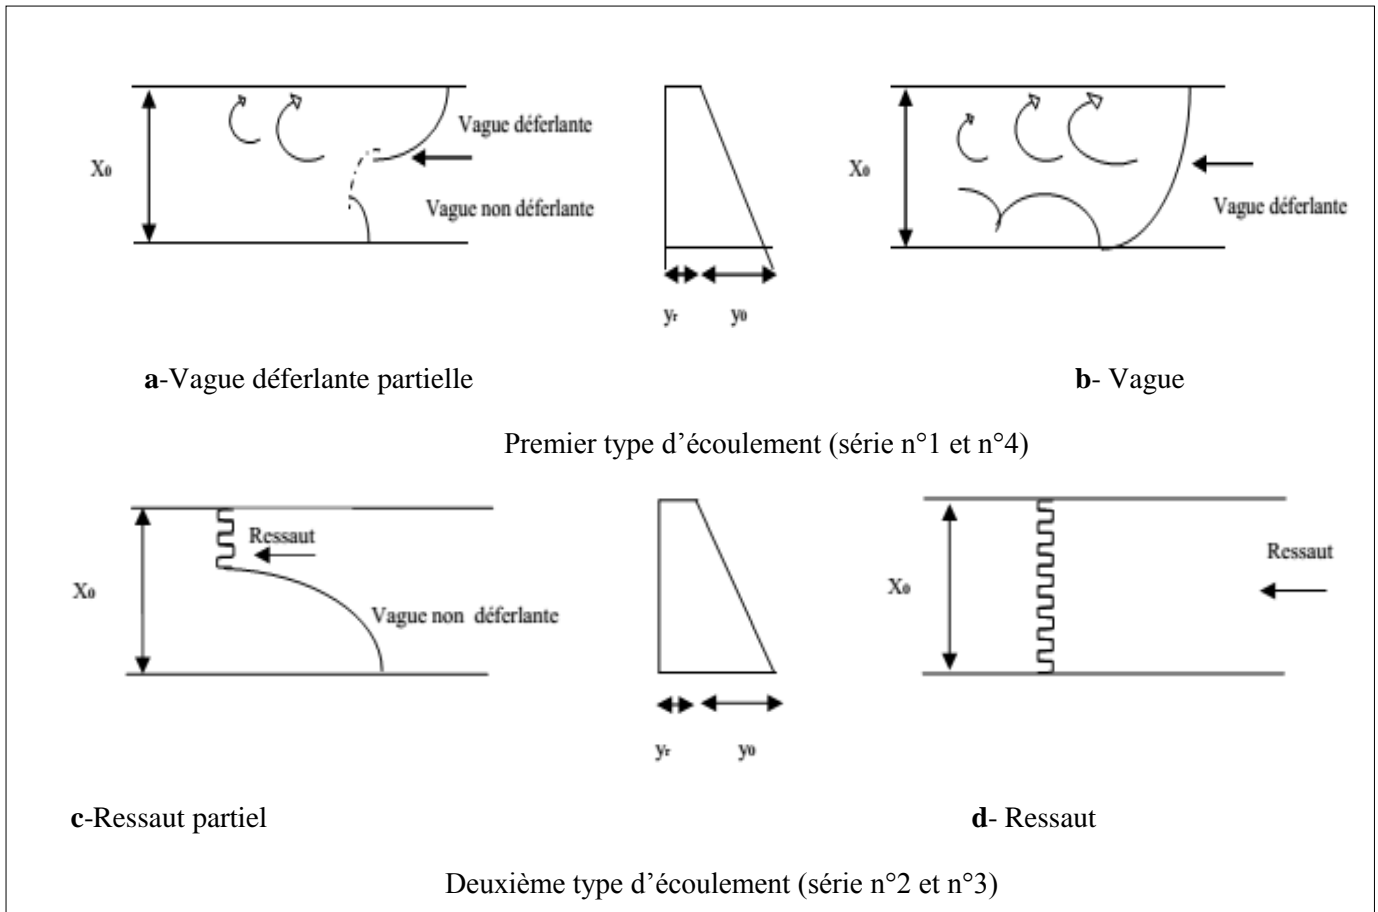 Vague déferlante
X₀
Vague non déferlante
yr
y₀
X₀
Vague déferlante
a-Vague déferlante partielle
b- Vague
Premier type d’écoulement (série n°1 et n°4)
Ressaut
X₀
Vague non déferlante
yr
y₀
Ressaut
X₀
c-Ressaut partiel
d- Ressaut
Deuxième type d’écoulement (série n°2 et n°3)